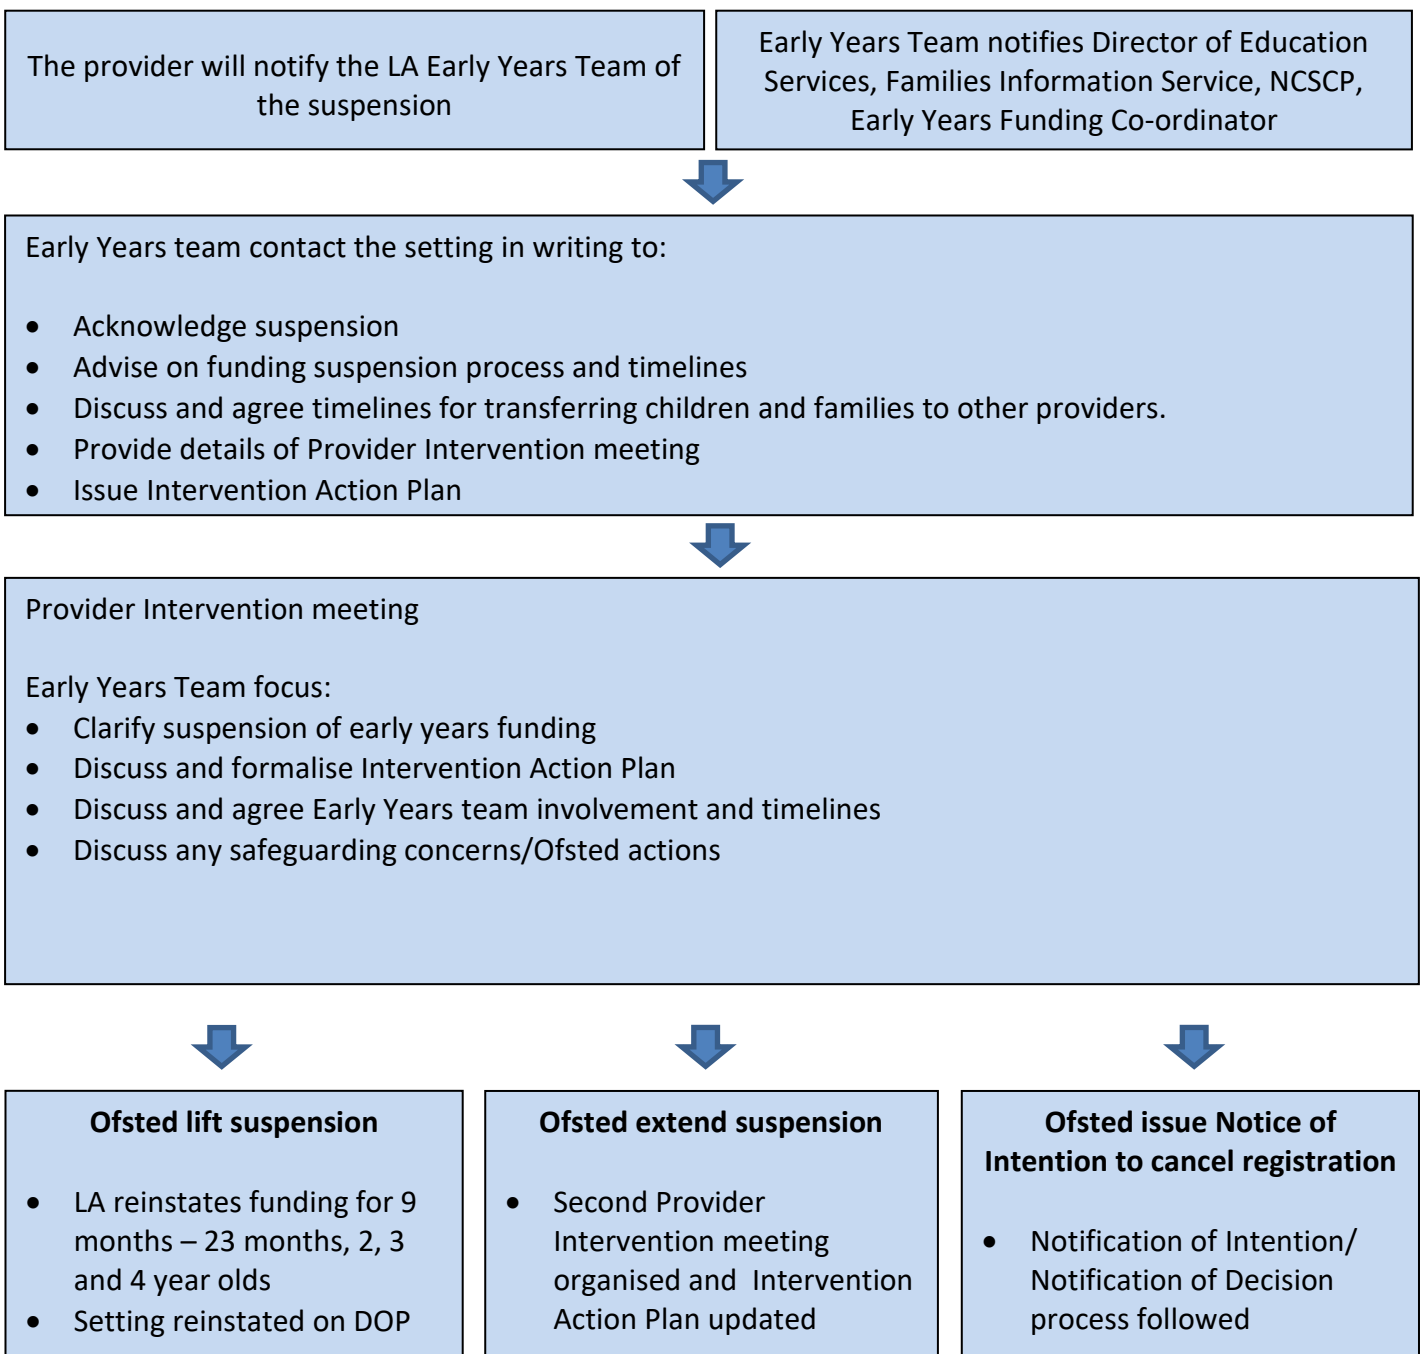 The provider will notify the LA Early Years Team of
the suspension
Early Years Team notifies Director of Education
Services, Families Information Service, NCSCP,
Early Years Funding Co-ordinator
Early Years team contact the setting in writing to:
• Acknowledge suspension
• Advise on funding suspension process and timelines
• Discuss and agree timelines for transferring children and families to other providers.
• Provide details of Provider Intervention meeting
• Issue Intervention Action Plan
Provider Intervention meeting
Early Years Team focus:
• Clarify suspension of early years funding
• Discuss and formalise Intervention Action Plan
• Discuss and agree Early Years team involvement and timelines
• Discuss any safeguarding concerns/Ofsted actions
Ofsted lift suspension
• LA reinstates funding for 9
months – 23 months, 2, 3
and 4 year olds
• Setting reinstated on DOP
Ofsted extend suspension
• Second Provider
Intervention meeting
organised and Intervention
Action Plan updated
Ofsted issue Notice of
Intention to cancel registration
• Notification of Intention/
Notification of Decision
process followed